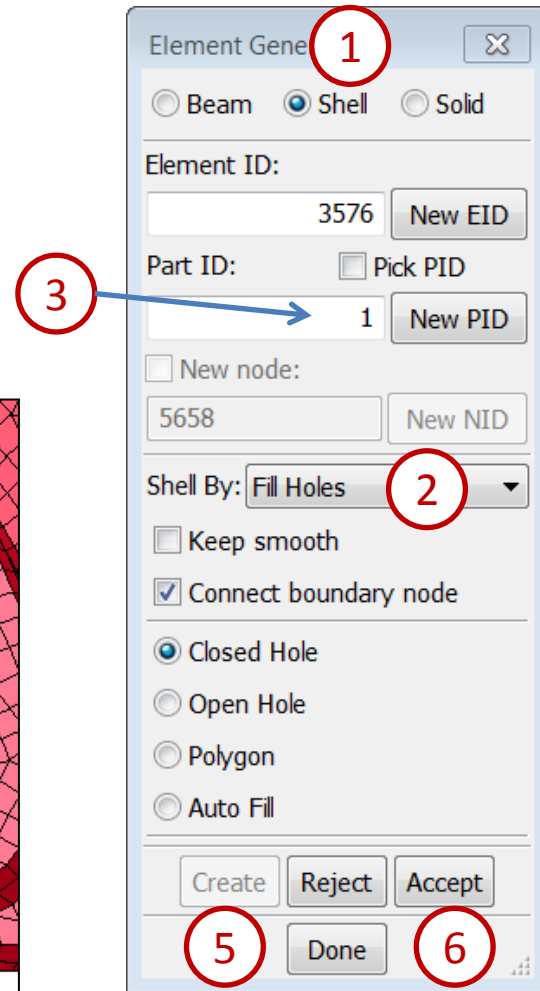 Element Gene 1
Beam Shell Solid
Element ID:
3576 New EID
Part ID: Pick PID
3 1 New PID
New node:
5658 New NID
Shell By: Fill Holes 2
Keep smooth
Connect boundary node
Closed Hole
Open Hole
Polygon
Auto Fill
Create Reject Accept
5 Done 6